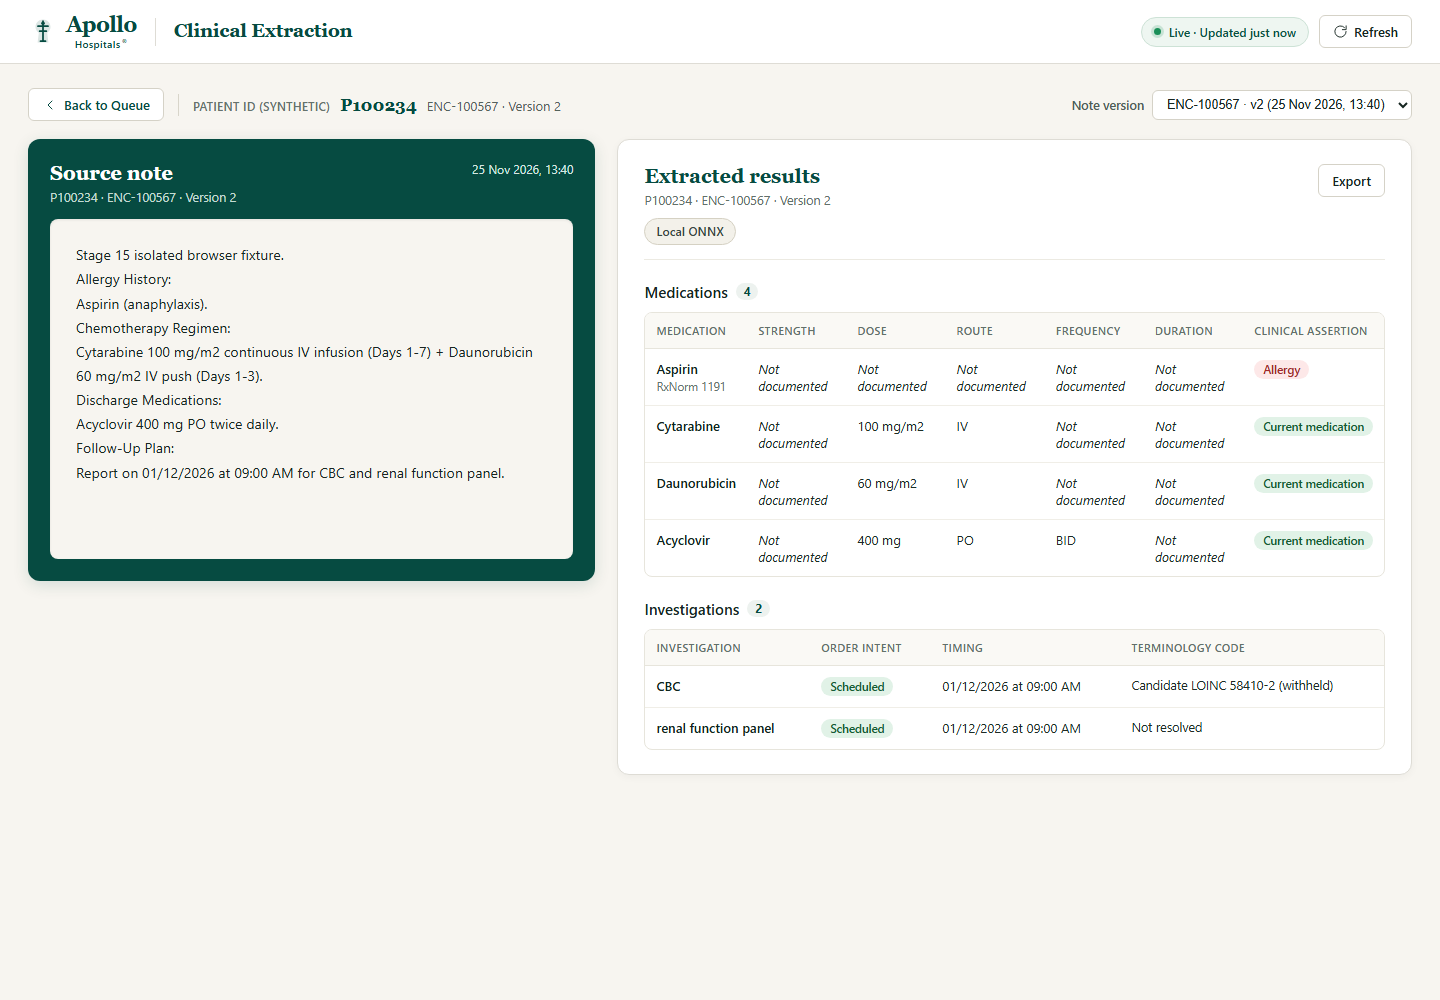 Apollo
Hospitals®
Clinical Extraction
Live · Updated just now
Refresh
Back to Queue
PATIENT ID (SYNTHETIC) P100234 ENC-100567 · Version 2
Note version
ENC-100567 · v2 (25 Nov 2026, 13:40)
Source note
25 Nov 2026, 13:40
P100234 · ENC-100567 · Version 2
Stage 15 isolated browser fixture.
Allergy History:
Aspirin (anaphylaxis).
Chemotherapy Regimen:
Cytarabine 100 mg/m2 continuous IV infusion (Days 1-7) + Daunorubicin
60 mg/m2 IV push (Days 1-3).
Discharge Medications:
Acyclovir 400 mg PO twice daily.
Follow-Up Plan:
Report on 01/12/2026 at 09:00 AM for CBC and renal function panel.
Extracted results
P100234 · ENC-100567 · Version 2
Export
Local ONNX
Medications 4
MEDICATION STRENGTH DOSE ROUTE FREQUENCY DURATION CLINICAL ASSERTION
Aspirin Not Not Not Not Not Allergy
RxNorm 1191 documented documented documented documented documented
Cytarabine Not 100 mg/m2 IV Not Not Current medication
documented documented documented
Daunorubicin Not 60 mg/m2 IV Not Not Current medication
documented documented documented
Acyclovir Not 400 mg PO BID Not Current medication
documented documented
Investigations 2
INVESTIGATION ORDER INTENT TIMING TERMINOLOGY CODE
CBC Scheduled 01/12/2026 at 09:00 AM Candidate LOINC 58410-2 (withheld)
renal function panel Scheduled 01/12/2026 at 09:00 AM Not resolved